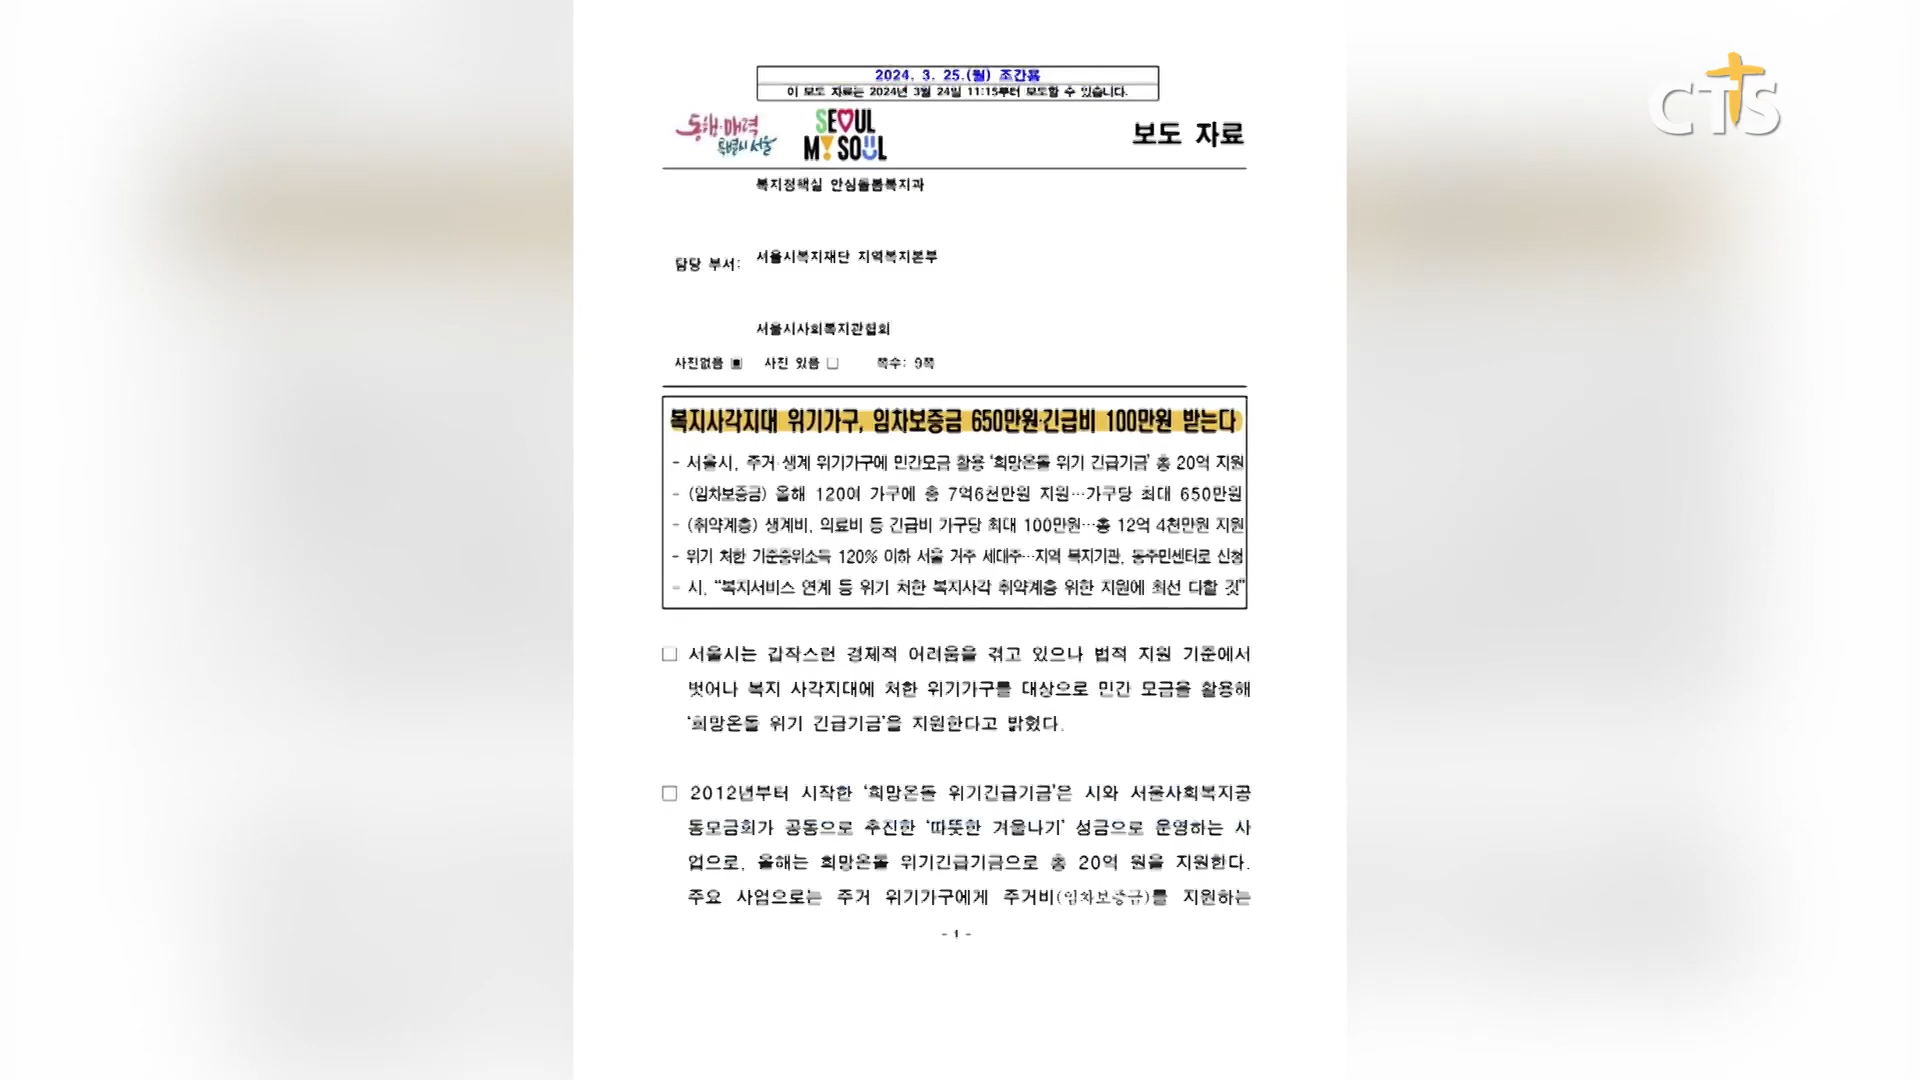 2024. 3. 25.(월) 조간용
이 보도 자료는 2024년 3월 24일 11:15부터 보도할 수 있습니다.
CTS
동행·매력
특별시 서울
SEOUL
MY SOUL
보도 자료
복지정책실 안심돌봄복지과
담당 부서:
서울시복지재단 지역복지본부
서울시사회복지관협회
사진없음 ▣ 사진 있음 □ 쪽수: 9쪽
복지사각지대 위기가구, 임차보증금 650만원·긴급비 100만원 받는다
- 서울시, 주거·생계 위기가구에 민간모금 활용 ‘희망온돌 위기 긴급기금’ 총 20억 지원
- (임차보증금) 올해 120여 가구에 총 7억6천만원 지원…가구당 최대 650만원
- (취약계층) 생계비, 의료비 등 긴급비 가구당 최대 100만원…총 12억 4천만원 지원
- 위기 처한 기준중위소득 120% 이하 서울 거주 세대주…지역 복지기관, 동주민센터로 신청
- 시, “복지서비스 연계 등 위기 처한 복지사각 취약계층 위한 지원에 최선 다할 것”
□ 서울시는 갑작스런 경제적 어려움을 겪고 있으나 법적 지원 기준에서
벗어나 복지 사각지대에 처한 위기가구를 대상으로 민간 모금을 활용해
‘희망온돌 위기 긴급기금’을 지원한다고 밝혔다.
□ 2012년부터 시작한 ‘희망온돌 위기긴급기금’은 시와 서울사회복지공
동모금회가 공동으로 추진한 ‘따뜻한 겨울나기’ 성금으로 운영하는 사
업으로, 올해는 희망온돌 위기긴급기금으로 총 20억 원을 지원한다.
주요 사업으로는 주거 위기가구에게 주거비(임차보증금)를 지원하는
- 1 -